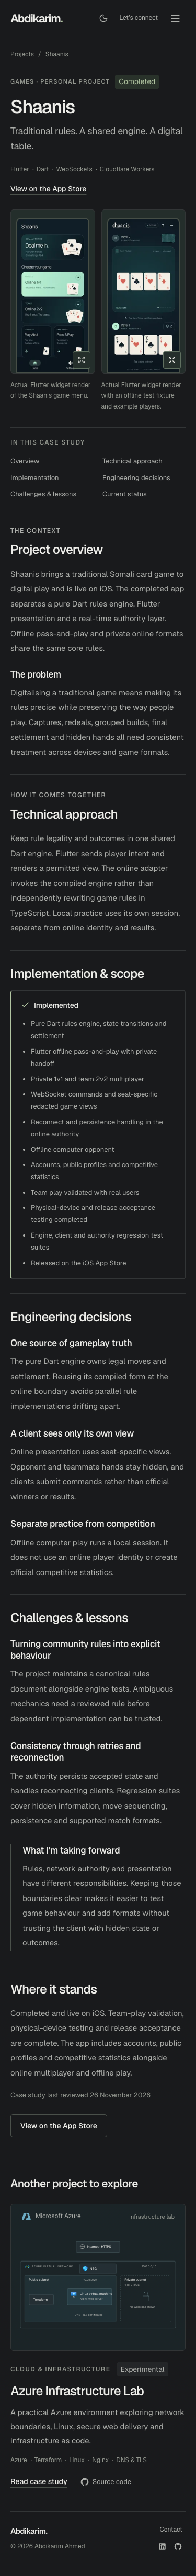 Abdikarim.
Let's connect
Projects / Shaanis
GAMES · PERSONAL PROJECT Completed
Shaanis
Traditional rules. A shared engine. A digital
table.
Flutter · Dart · WebSockets · Cloudflare Workers
View on the App Store
Actual Flutter widget render
of the Shaanis game menu.
Actual Flutter widget render
with an offline test fixture
and example players.
IN THIS CASE STUDY
Overview
Technical approach
Implementation
Engineering decisions
Challenges & lessons
Current status
THE CONTEXT
Project overview
Shaanis brings a traditional Somali card game to
digital play and is live on iOS. The completed app
separates a pure Dart rules engine, Flutter
presentation and a real-time authority layer.
Offline pass-and-play and private online formats
share the same core rules.
The problem
Digitalising a traditional game means making its
rules precise while preserving the way people
play. Captures, redeals, grouped builds, final
settlement and hidden hands all need consistent
treatment across devices and game formats.
HOW IT COMES TOGETHER
Technical approach
Keep rule legality and outcomes in one shared
Dart engine. Flutter sends player intent and
renders a permitted view. The online adapter
invokes the compiled engine rather than
independently rewriting game rules in
TypeScript. Local practice uses its own session,
separate from online identity and results.
Implementation & scope
Implemented
• Pure Dart rules engine, state transitions and
settlement
• Flutter offline pass-and-play with private
handoff
• Private 1v1 and team 2v2 multiplayer
• WebSocket commands and seat-specific
redacted game views
• Reconnect and persistence handling in the
online authority
• Offline computer opponent
• Accounts, public profiles and competitive
statistics
• Team play validated with real users
• Physical-device and release acceptance
testing completed
• Engine, client and authority regression test
suites
• Released on the iOS App Store
Engineering decisions
One source of gameplay truth
The pure Dart engine owns legal moves and
settlement. Reusing its compiled form at the
online boundary avoids parallel rule
implementations drifting apart.
A client sees only its own view
Online presentation uses seat-specific views.
Opponent and teammate hands stay hidden, and
clients submit commands rather than official
winners or results.
Separate practice from competition
Offline computer play runs a local session. It
does not use an online player identity or create
official competitive statistics.
Challenges & lessons
Turning community rules into explicit
behaviour
The project maintains a canonical rules
document alongside engine tests. Ambiguous
mechanics need a reviewed rule before
dependent implementation can be trusted.
Consistency through retries and
reconnection
The authority persists accepted state and
handles reconnecting clients. Regression suites
cover hidden information, move sequencing,
persistence and supported match formats.
What I'm taking forward
Rules, network authority and presentation
have different responsibilities. Keeping those
boundaries clear makes it easier to test
game behaviour and add formats without
trusting the client with hidden state or
outcomes.
Where it stands
Completed and live on iOS. Team-play validation,
physical-device testing and release acceptance
are complete. The app includes accounts, public
profiles and competitive statistics alongside
online multiplayer and offline play.
Case study last reviewed 26 November 2026
View on the App Store
Another project to explore
Microsoft Azure
Infrastructure lab
CLOUD & INFRASTRUCTURE Experimental
Azure Infrastructure Lab
A practical Azure environment exploring network
boundaries, Linux, secure web delivery and
infrastructure as code.
Azure · Terraform · Linux · Nginx · DNS & TLS
Read case study
Source code
Abdikarim.
Contact
© 2026 Abdikarim Ahmed